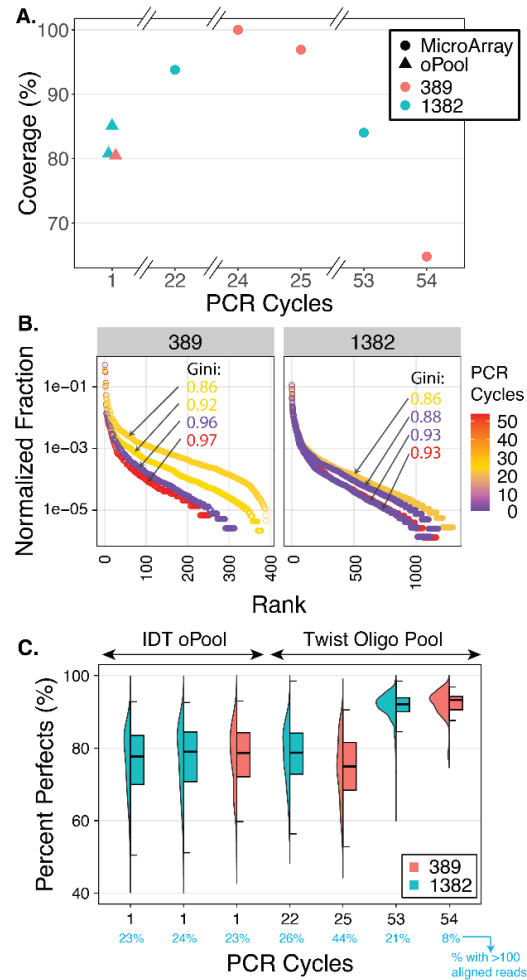 A.
Coverage (%)
100
90
80
70
MicroArray
oPool
389
1382
1
22
24
25
53
54
PCR Cycles
B.
389
1382
Normalized Fraction
1e−01
1e−03
1e−05
Gini:
0.86
0.92
0.96
0.97
Gini:
0.86
0.88
0.93
0.93
PCR
Cycles
50
40
30
20
10
0
0
100
200
300
400
0
500
1000
Rank
C.
IDT oPool
Twist Oligo Pool
Percent Perfects (%)
100
80
60
40
389
1382
1
1
1
22
25
53
54
23%
24%
23%
26%
44%
21%
8%
% with >100
aligned reads
PCR Cycles